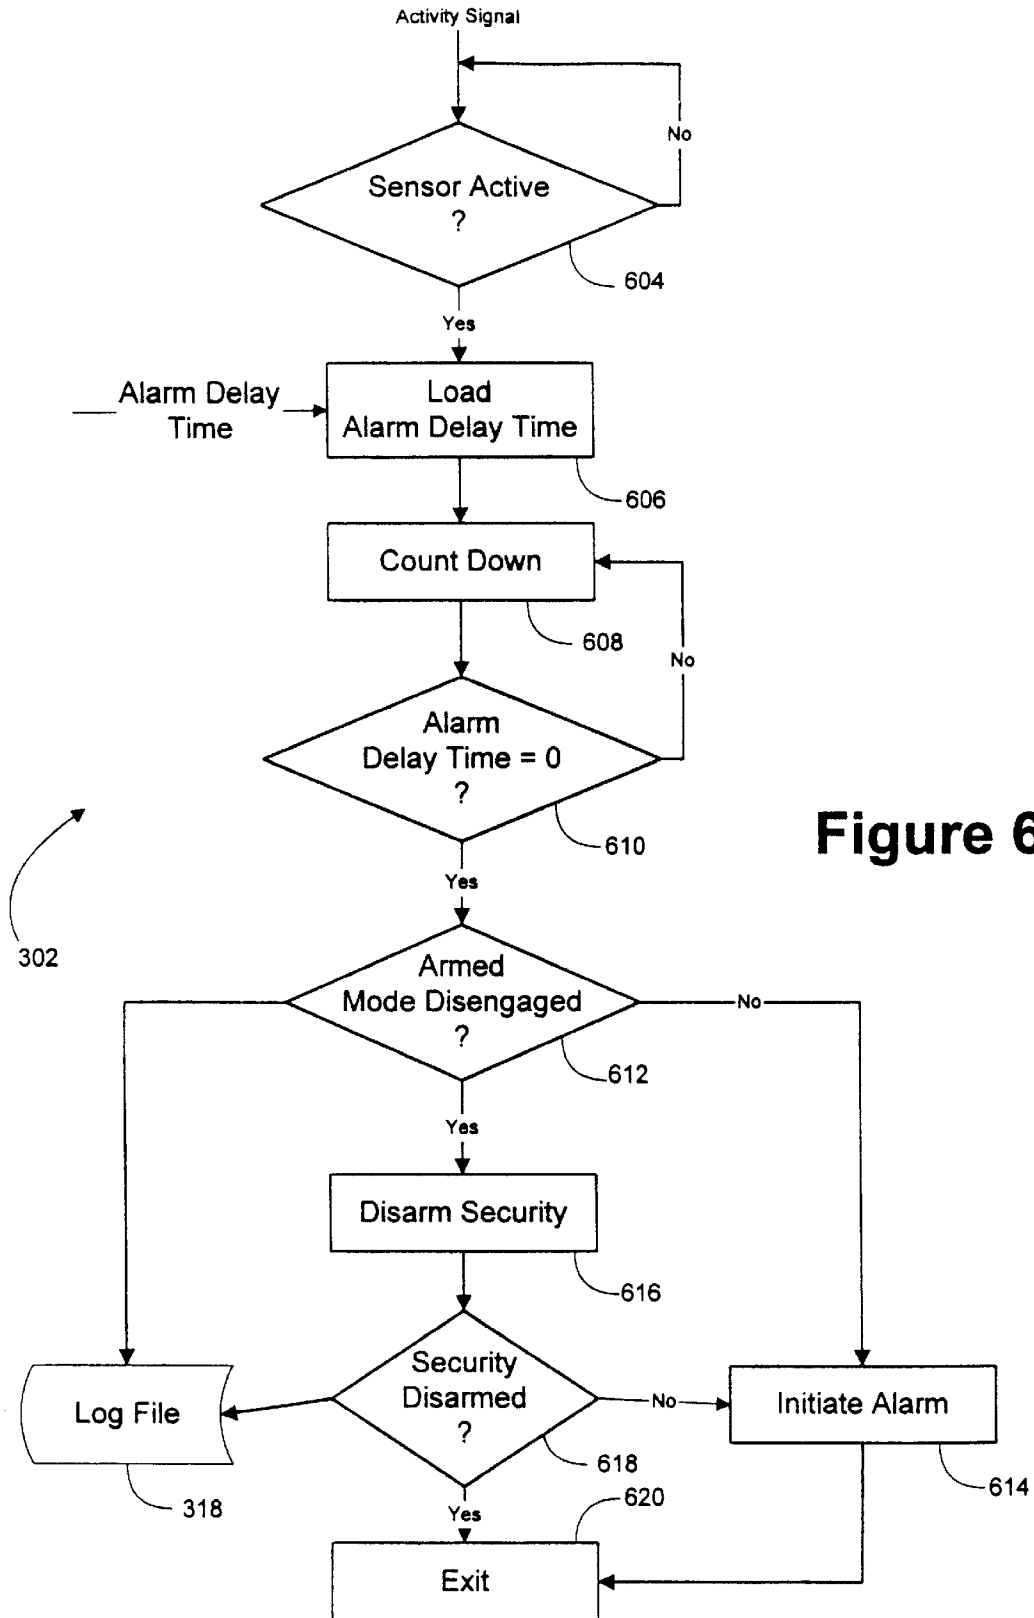 Activity Signal
No
Sensor Active
?
604
Yes
Alarm Delay
Time
Load
Alarm Delay Time
606
Count Down
608
No
Alarm
Delay Time = 0
?
610
Figure 6
Yes
302
Armed
Mode Disengaged
?
No
612
Yes
Disarm Security
616
Security
Disarmed
?
No
Log File
Initiate Alarm
618
614
318
Yes
620
Exit